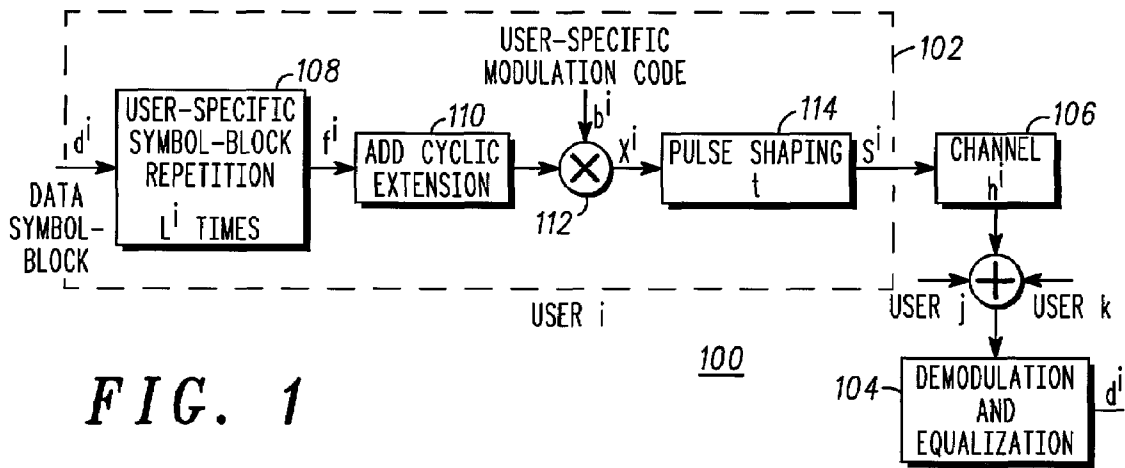 USER-SPECIFIC
MODULATION CODE
102
108
USER-SPECIFIC
SYMBOL-BLOCK
REPETITION
L^i TIMES
d^i
DATA
SYMBOL-
BLOCK
f^i
110
ADD CYCLIC
EXTENSION
b^i
112
X^i
114
PULSE SHAPING
t
S^i
106
CHANNEL
h^i
USER i
USER j
USER k
100
104
DEMODULATION
AND
EQUALIZATION
d^i
FIG. 1